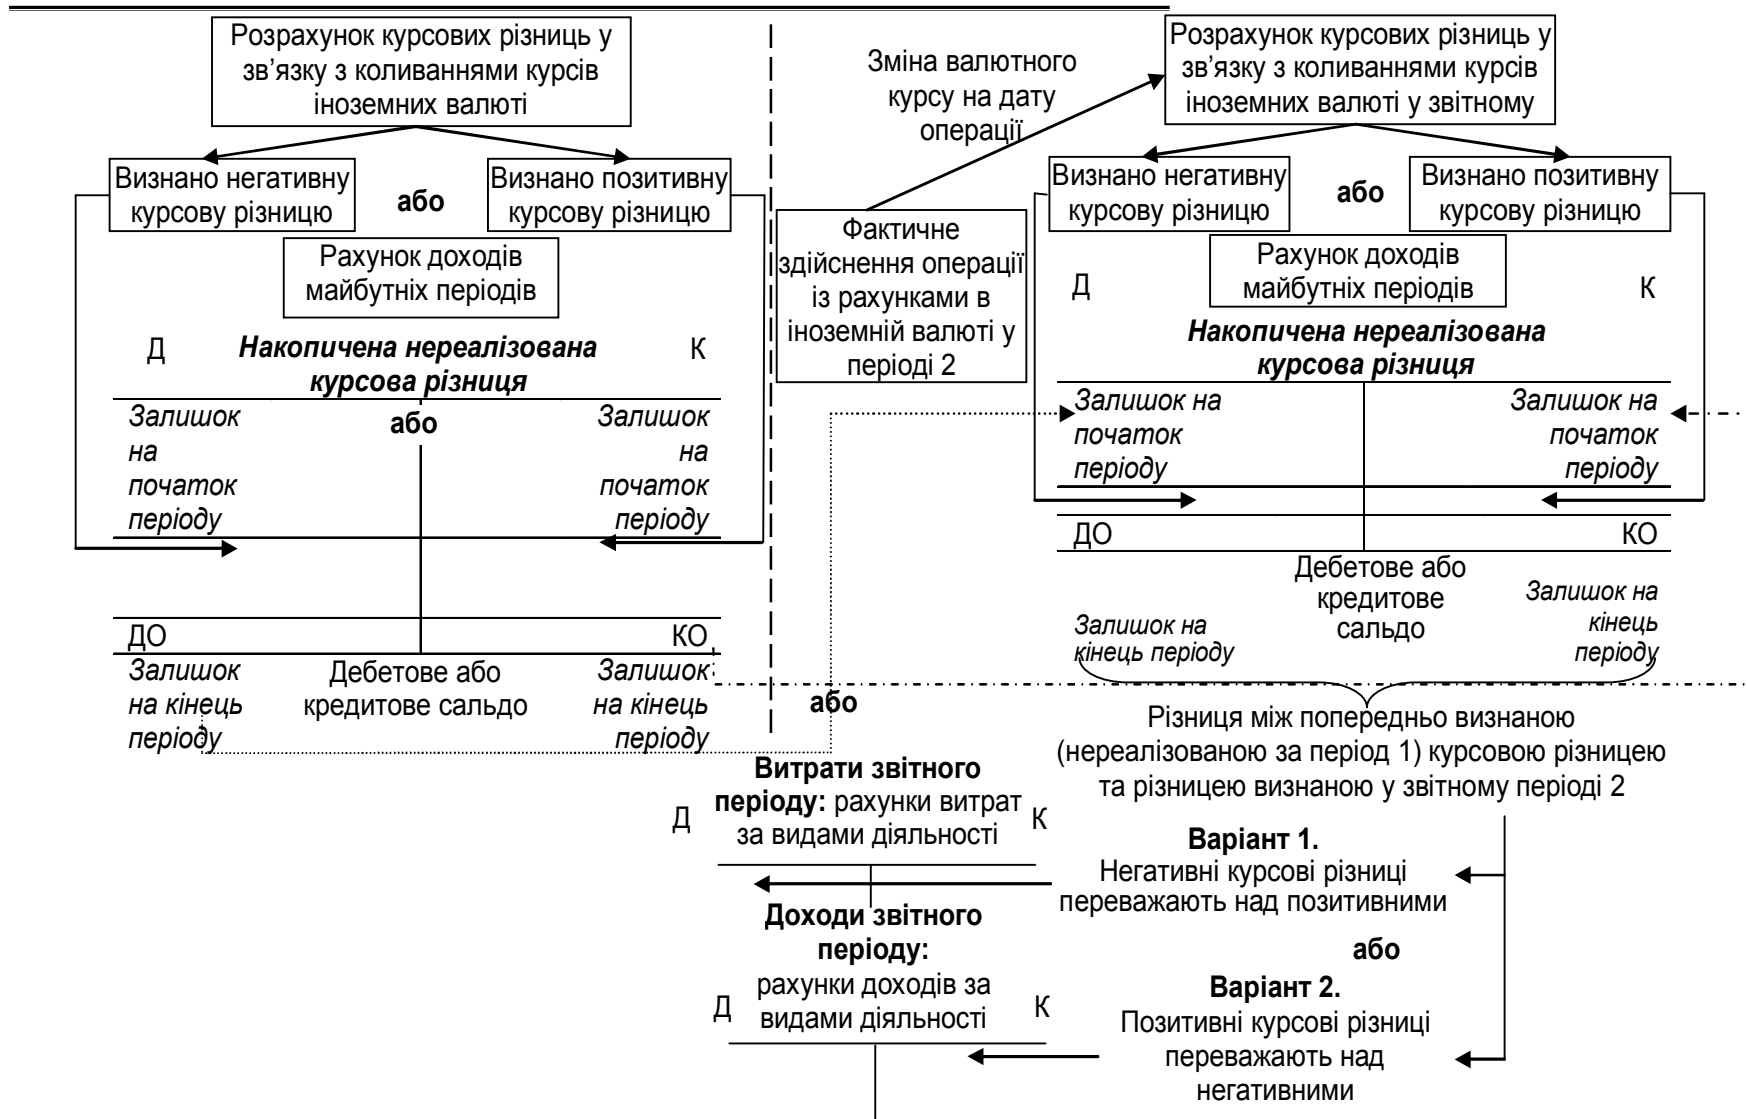 Розрахунок курсових різниць у
зв’язку з коливаннями курсів
іноземних валюті
Визнано негативну
курсову різницю
або
Визнано позитивну
курсову різницю
Рахунок доходів
майбутніх періодів
Д
Накопичена нереалізована
курсова різниця
К
Залишок
на
початок
періоду
або
Залишок
на
початок
періоду
ДО
КО
Залишок
на кінець
періоду
Дебетове або
кредитове сальдо
Залишок
на кінець
періоду
Зміна валютного
курсу на дату
операції
Фактичне
здійснення операції
із рахунками в
іноземній валюті у
періоді 2
або
Розрахунок курсових різниць у
зв’язку з коливаннями курсів
іноземних валюті у звітному
Визнано негативну
курсову різницю
або
Визнано позитивну
курсову різницю
Д
Рахунок доходів
майбутніх періодів
К
Накопичена нереалізована
курсова різниця
Залишок на
початок
періоду
Залишок на
початок
періоду
ДО
КО
Дебетове або
кредитове
сальдо
Залишок на
кінець періоду
Залишок на
кінець
періоду
Різниця між попередньо визнаною
(нереалізованою за період 1) курсовою різницею
та різницею визнаною у звітному періоді 2
Витрати звітного
періоду: рахунки витрат
за видами діяльності
Д
К
Варіант 1.
Негативні курсові різниці
переважають над позитивними
Доходи звітного
періоду:
рахунки доходів за
видами діяльності
Д
К
або
Варіант 2.
Позитивні курсові різниці
переважають над
негативними